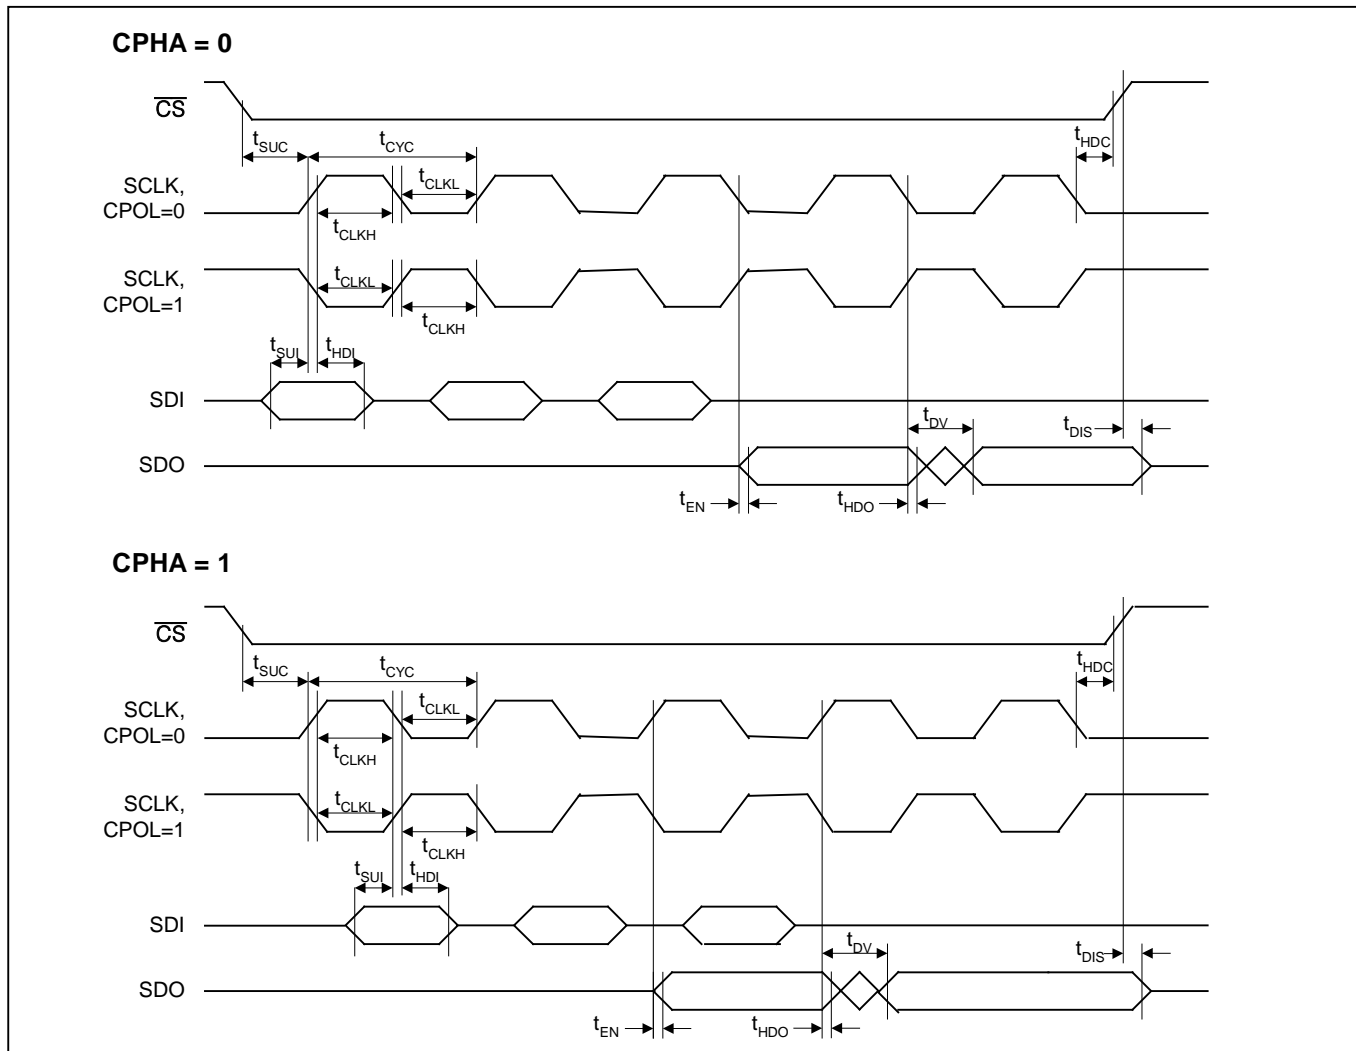 CPHA = 0
CS
tSUC
tCYC
tHDC
tCLKL
SCLK,
CPOL=0
tCLKH
SCLK,
CPOL=1
tCLKL
tCLKH
tSUI
tHDI
SDI
tDV
tDIS
SDO
tEN
tHDO
CPHA = 1
CS
tSUC
tCYC
tHDC
tCLKL
SCLK,
CPOL=0
tCLKH
SCLK,
CPOL=1
tCLKL
tCLKH
tSUI
tHDI
SDI
tDV
tDIS
SDO
tEN
tHDO